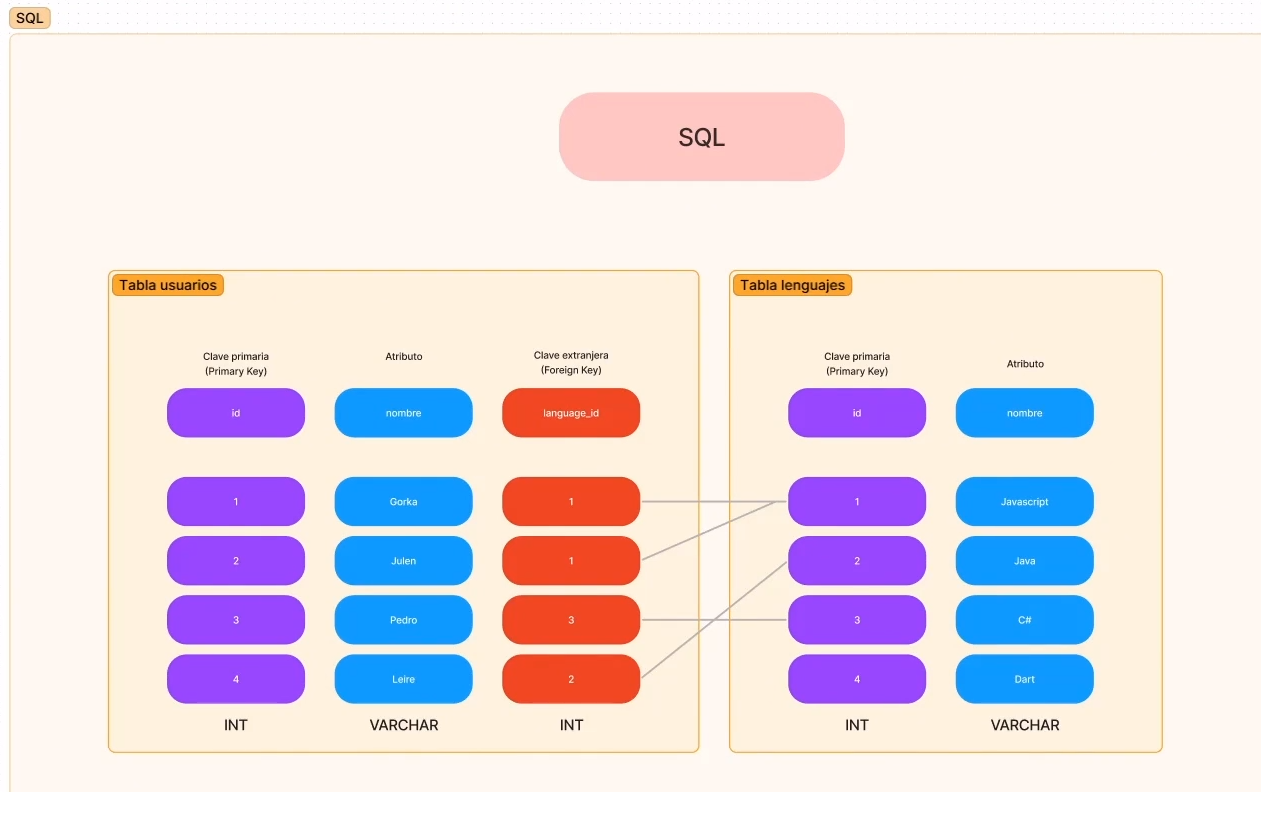 SQL
SQL
Tabla usuarios
Clave primaria
(Primary Key)
Atributo
Clave extranjera
(Foreign Key)
id
nombre
language_id
1
Gorka
1
2
Julen
1
3
Pedro
3
4
Leire
2
INT
VARCHAR
INT
Tabla lenguajes
Clave primaria
(Primary Key)
Atributo
id
nombre
1
Javascript
2
Java
3
C#
4
Dart
INT
VARCHAR